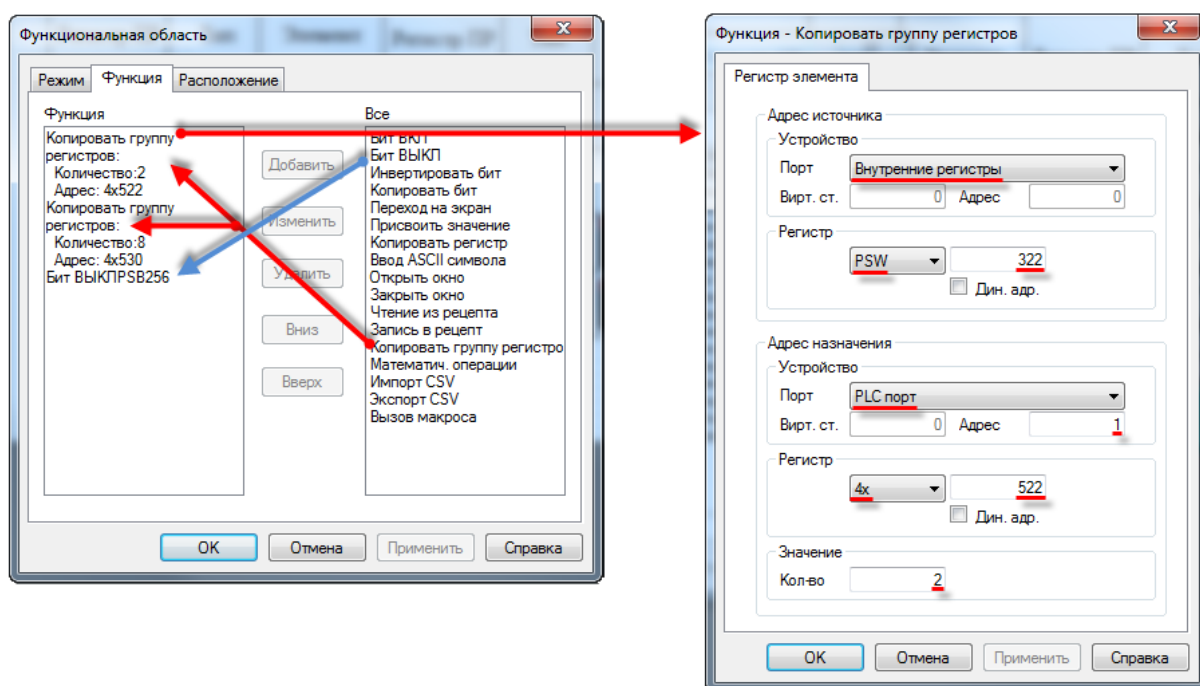 Функциональная область
Режим
Функция
Расположение
Функция
Копировать группу
регистров:
Количество:2
Адрес: 4x522
Копировать группу
регистров:
Количество:8
Адрес: 4x530
Бит ВЫКЛPSB256
Добавить
Изменить
Удалить
Вниз
Вверх
Все
Бит ВКЛ
Бит ВЫКЛ
Инвертировать бит
Копировать бит
Переход на экран
Присвоить значение
Копировать регистр
Ввод ASCII символа
Открыть окно
Закрыть окно
Чтение из рецепта
Запись в рецепт
Копировать группу регистро
Математич. операции
Импорт CSV
Экспорт CSV
Вызов макроса
OK
Отмена
Применить
Справка
Функция - Копировать группу регистров
Регистр элемента
Адрес источника
Устройство
Порт Внутренние регистры
Вирт. ст. 0 Адрес 0
Регистр
PSW 322
Дин. адр.
Адрес назначения
Устройство
Порт PLC порт
Вирт. ст. 0 Адрес 1
Регистр
4x 522
Дин. адр.
Значение
Кол-во 2
OK
Отмена
Применить
Справка